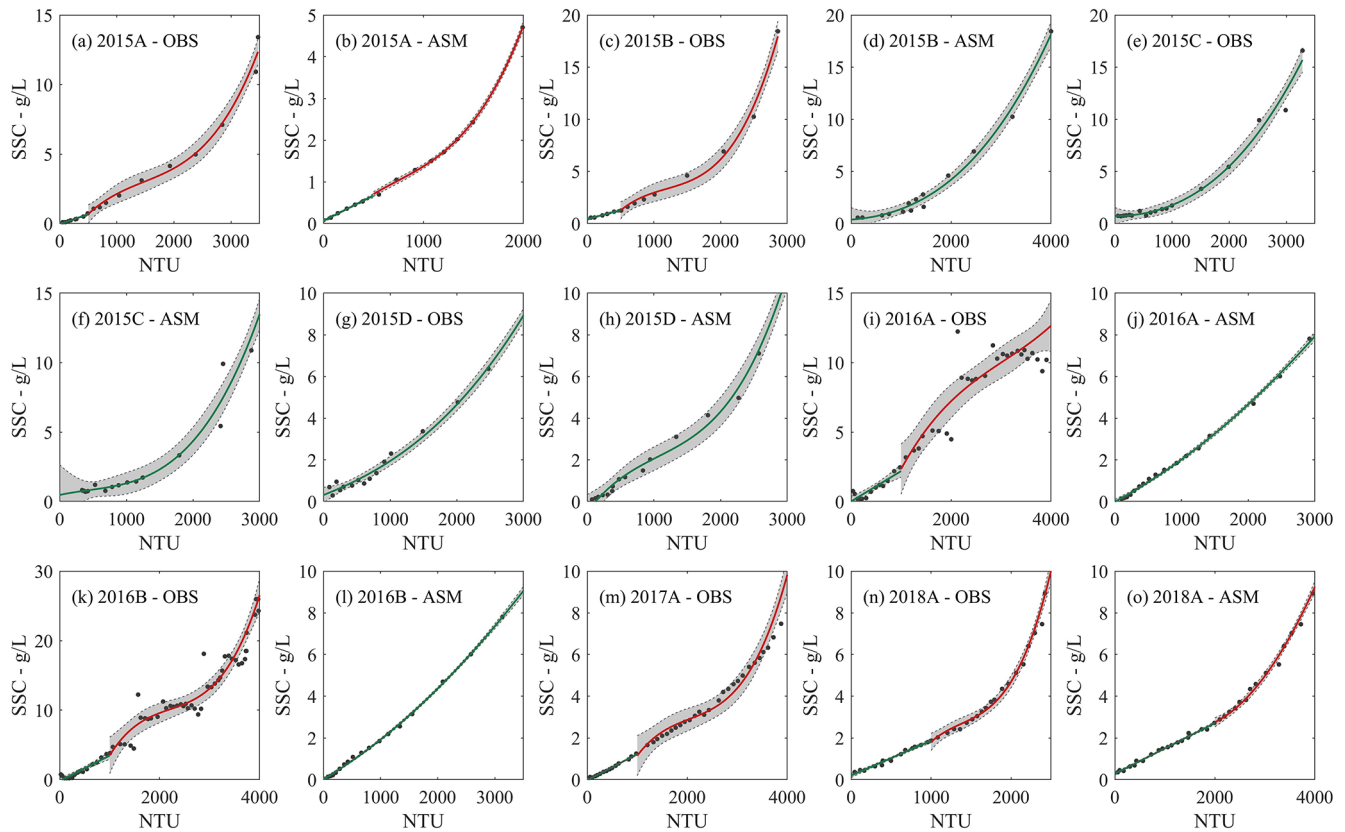 (a) 2015A - OBS
SSC - g/L
15
10
5
0
0 1000 2000 3000
NTU
(b) 2015A - ASM
SSC - g/L
5
4
3
2
1
0
0 1000 2000
NTU
(c) 2015B - OBS
SSC - g/L
20
15
10
5
0
0 1000 2000 3000
NTU
(d) 2015B - ASM
SSC - g/L
20
15
10
5
0
0 2000 4000
NTU
(e) 2015C - OBS
SSC - g/L
20
15
10
5
0
0 1000 2000 3000
NTU
(f) 2015C - ASM
SSC - g/L
15
10
5
0
0 1000 2000 3000
NTU
(g) 2015D - OBS
SSC - g/L
10
8
6
4
2
0
0 1000 2000 3000
NTU
(h) 2015D - ASM
SSC - g/L
10
8
6
4
2
0
0 1000 2000 3000
NTU
(i) 2016A - OBS
SSC - g/L
15
10
5
0
0 2000 4000
NTU
(j) 2016A - ASM
SSC - g/L
10
8
6
4
2
0
0 1000 2000 3000
NTU
(k) 2016B - OBS
SSC - g/L
30
20
10
0
0 2000 4000
NTU
(l) 2016B - ASM
SSC - g/L
10
8
6
4
2
0
0 1000 2000 3000
NTU
(m) 2017A - OBS
SSC - g/L
10
8
6
4
2
0
0 1000 2000 3000 4000
NTU
(n) 2018A - OBS
SSC - g/L
10
8
6
4
2
0
0 1000 2000
NTU
(o) 2018A - ASM
SSC - g/L
10
8
6
4
2
0
0 2000 4000
NTU